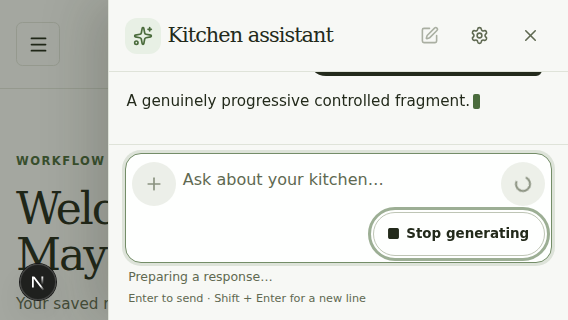 Kitchen assistant
A genuinely progressive controlled fragment.
WORKFLOW
Welc
May
Your saved r
N
Ask about your kitchen…
Stop generating
Preparing a response…
Enter to send · Shift + Enter for a new line